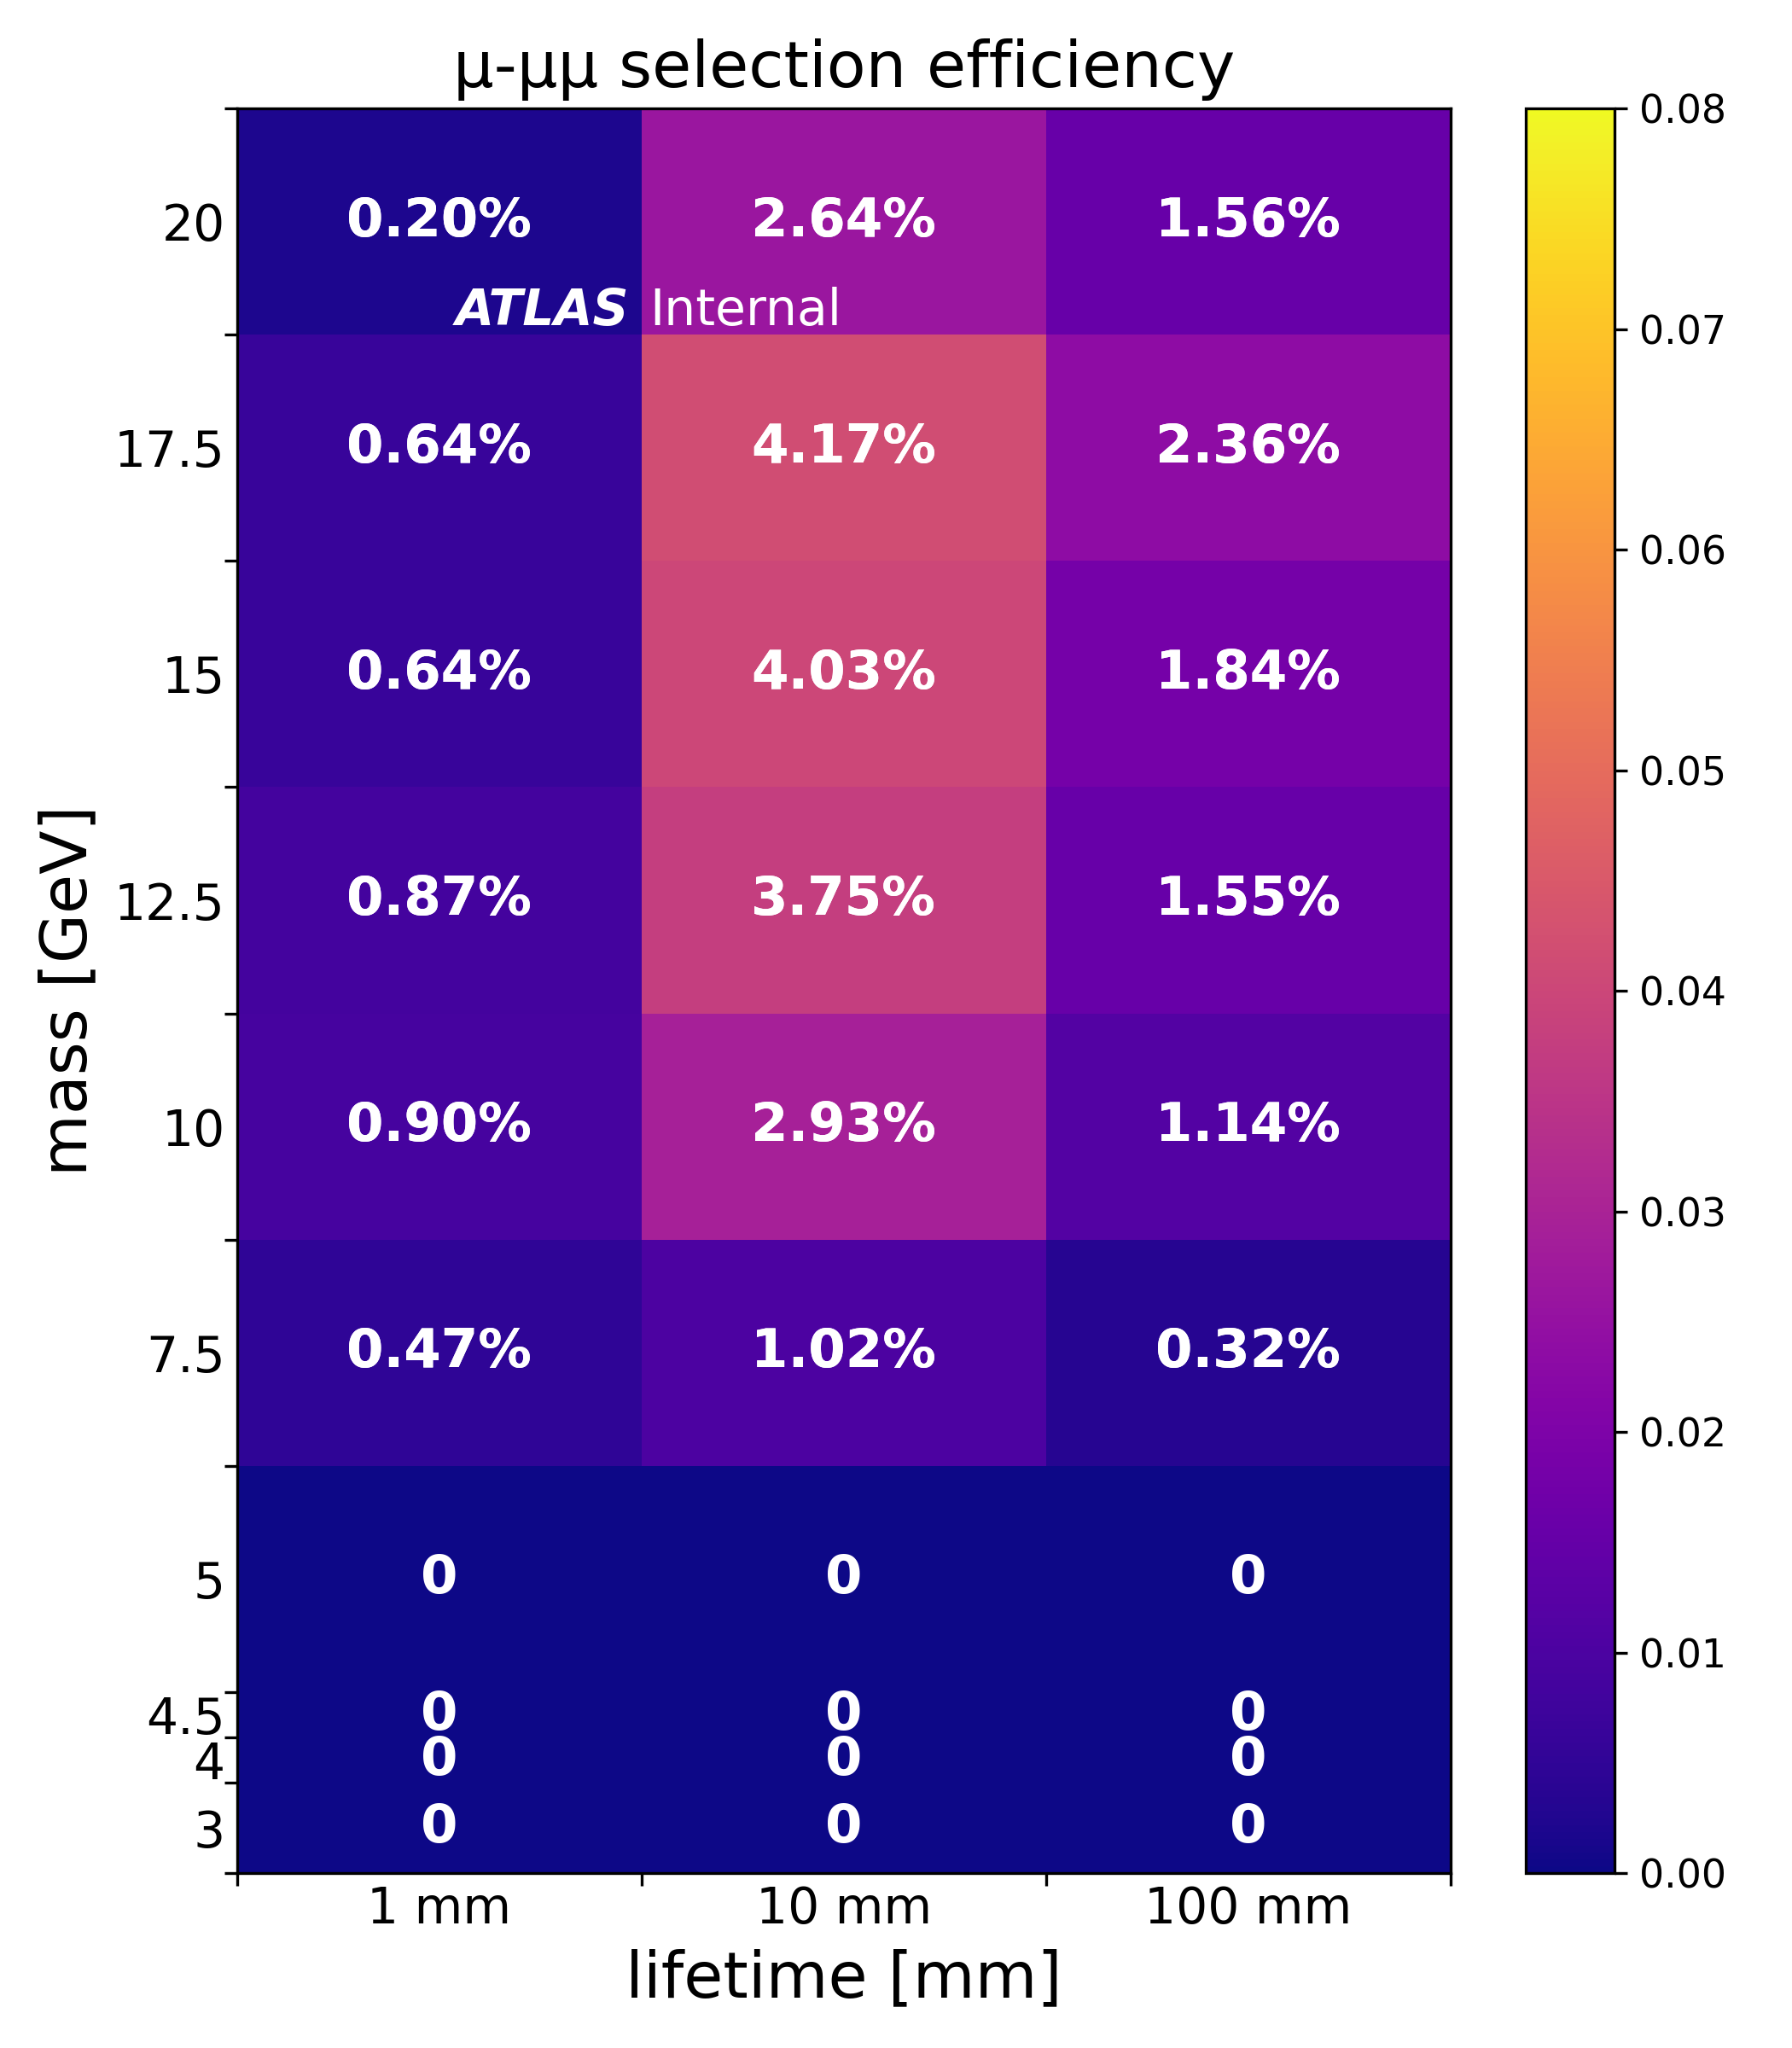 μ-μμ selection efficiency
0.08
20 0.20% 2.64% 1.56%
ATLAS Internal
0.07
17.5 0.64% 4.17% 2.36%
0.06
15 0.64% 4.03% 1.84%
0.05
12.5 0.87% 3.75% 1.55%
0.04
10 0.90% 2.93% 1.14%
0.03
7.5 0.47% 1.02% 0.32%
0.02
5 0 0 0
0.01
4.5 0 0 0
4 0 0 0
3 0 0 0
0.00
1 mm 10 mm 100 mm
lifetime [mm]
mass [GeV]